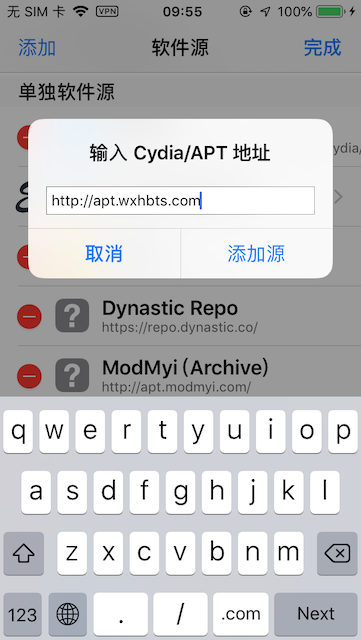 无 SIM 卡 VPN 09:55 100%
添加 软件源 完成
单独软件源
输入 Cydia/APT 地址
ydia/
http://apt.wxhbts.com
取消 添加源
Dynastic Repo
https://repo.dynastic.co/
ModMyi (Archive)
http://apt.modmyi.com/
q w e r t y u i o p
a s d f g h j k l
z x c v b n m
123 . / .com Next